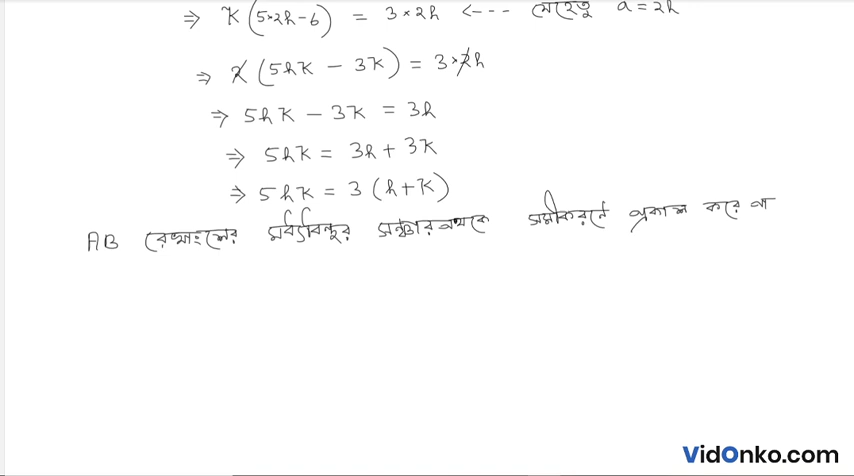 ⇒ K(5×2h-6) = 3×2h <--- যেহেতু a=2h
⇒ 2(5hK - 3K) = 3×2h
⇒ 5hK - 3K = 3h
⇒ 5hK = 3h + 3K
⇒ 5hK = 3(h+K)
AB রেখাংশের মধ্যবিন্দুর সঞ্চারপথকে সমীকরণে প্রকাশ করে পা
VidOnko.com